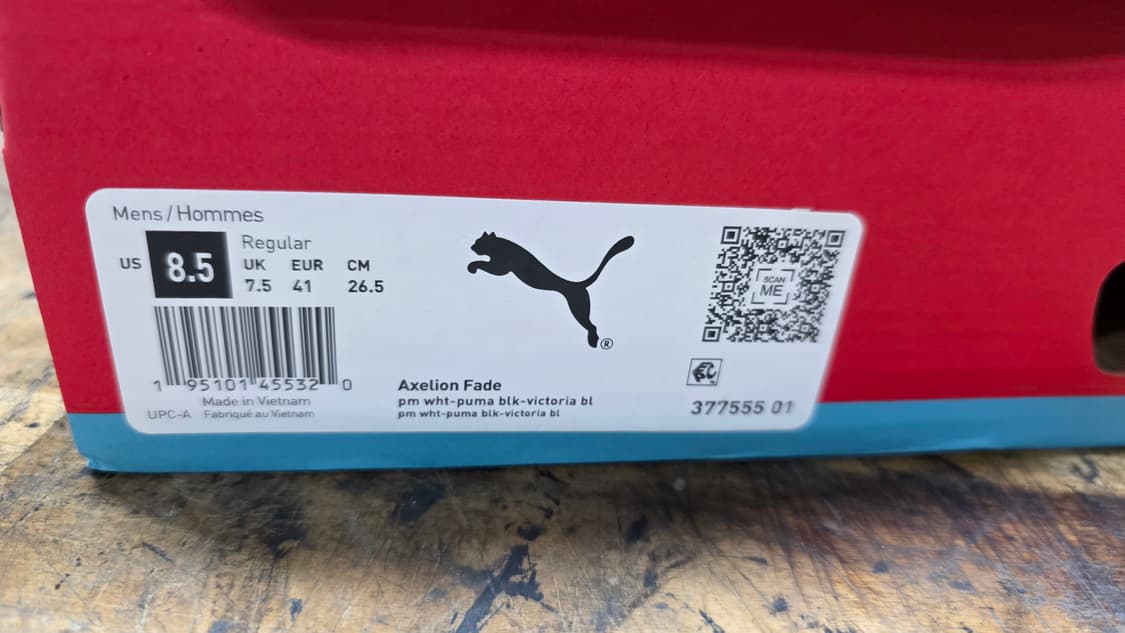 Mens/Hommes
US 8.5
Regular
UK EUR CM
7.5 41 26.5
1 95101 45532 0
Made in Vietnam
UPC-A Fabriqué au Vietnam
®
Axelion Fade
pm wht-puma blk-victoria bl
pm wht-puma blk-victoria bl
SCAN
ME
377555 01